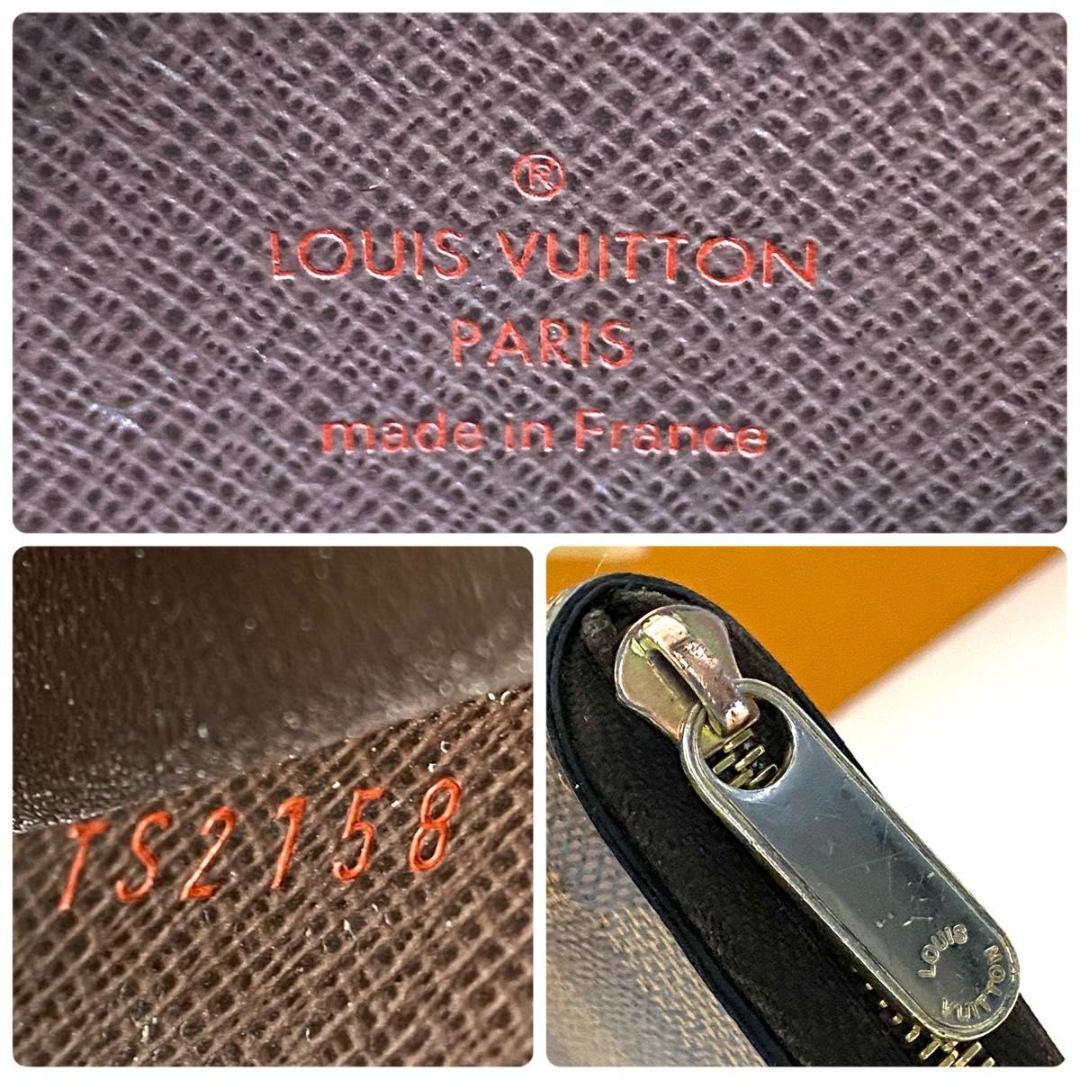 ®
LOUIS VUITTON
PARIS
made in France
TS2158
LOUIS
VUITTON